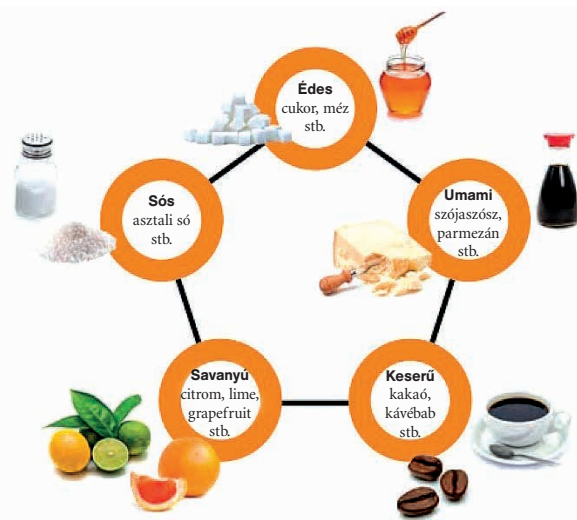 Édes
cukor, méz
stb.
Sós
asztali só
stb.
Umami
szójaszósz,
parmezán
stb.
Savanyú
citrom, lime,
grapefruit
stb.
Keserű
kakaó,
kávébab
stb.